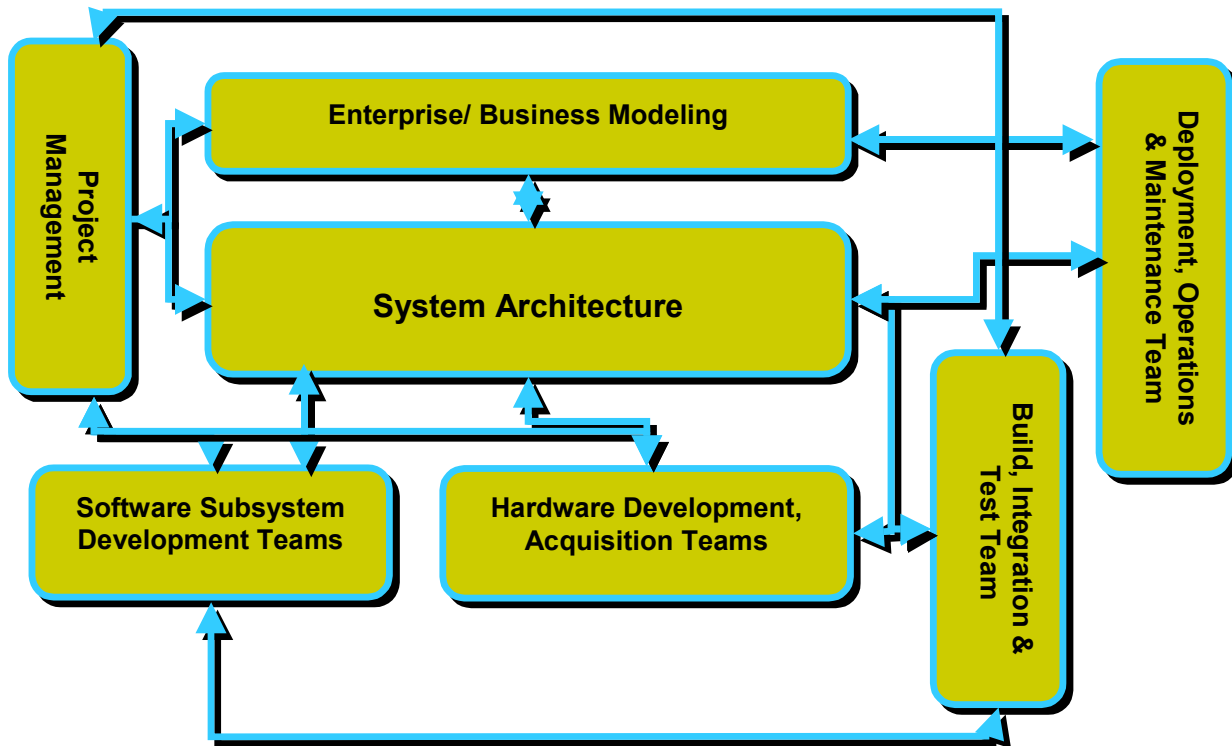 Project
Management
Enterprise/ Business Modeling
System Architecture
Deployment, Operations
& Maintenance Team
Software Subsystem
Development Teams
Hardware Development,
Acquisition Teams
Build, Integration &
Test Team